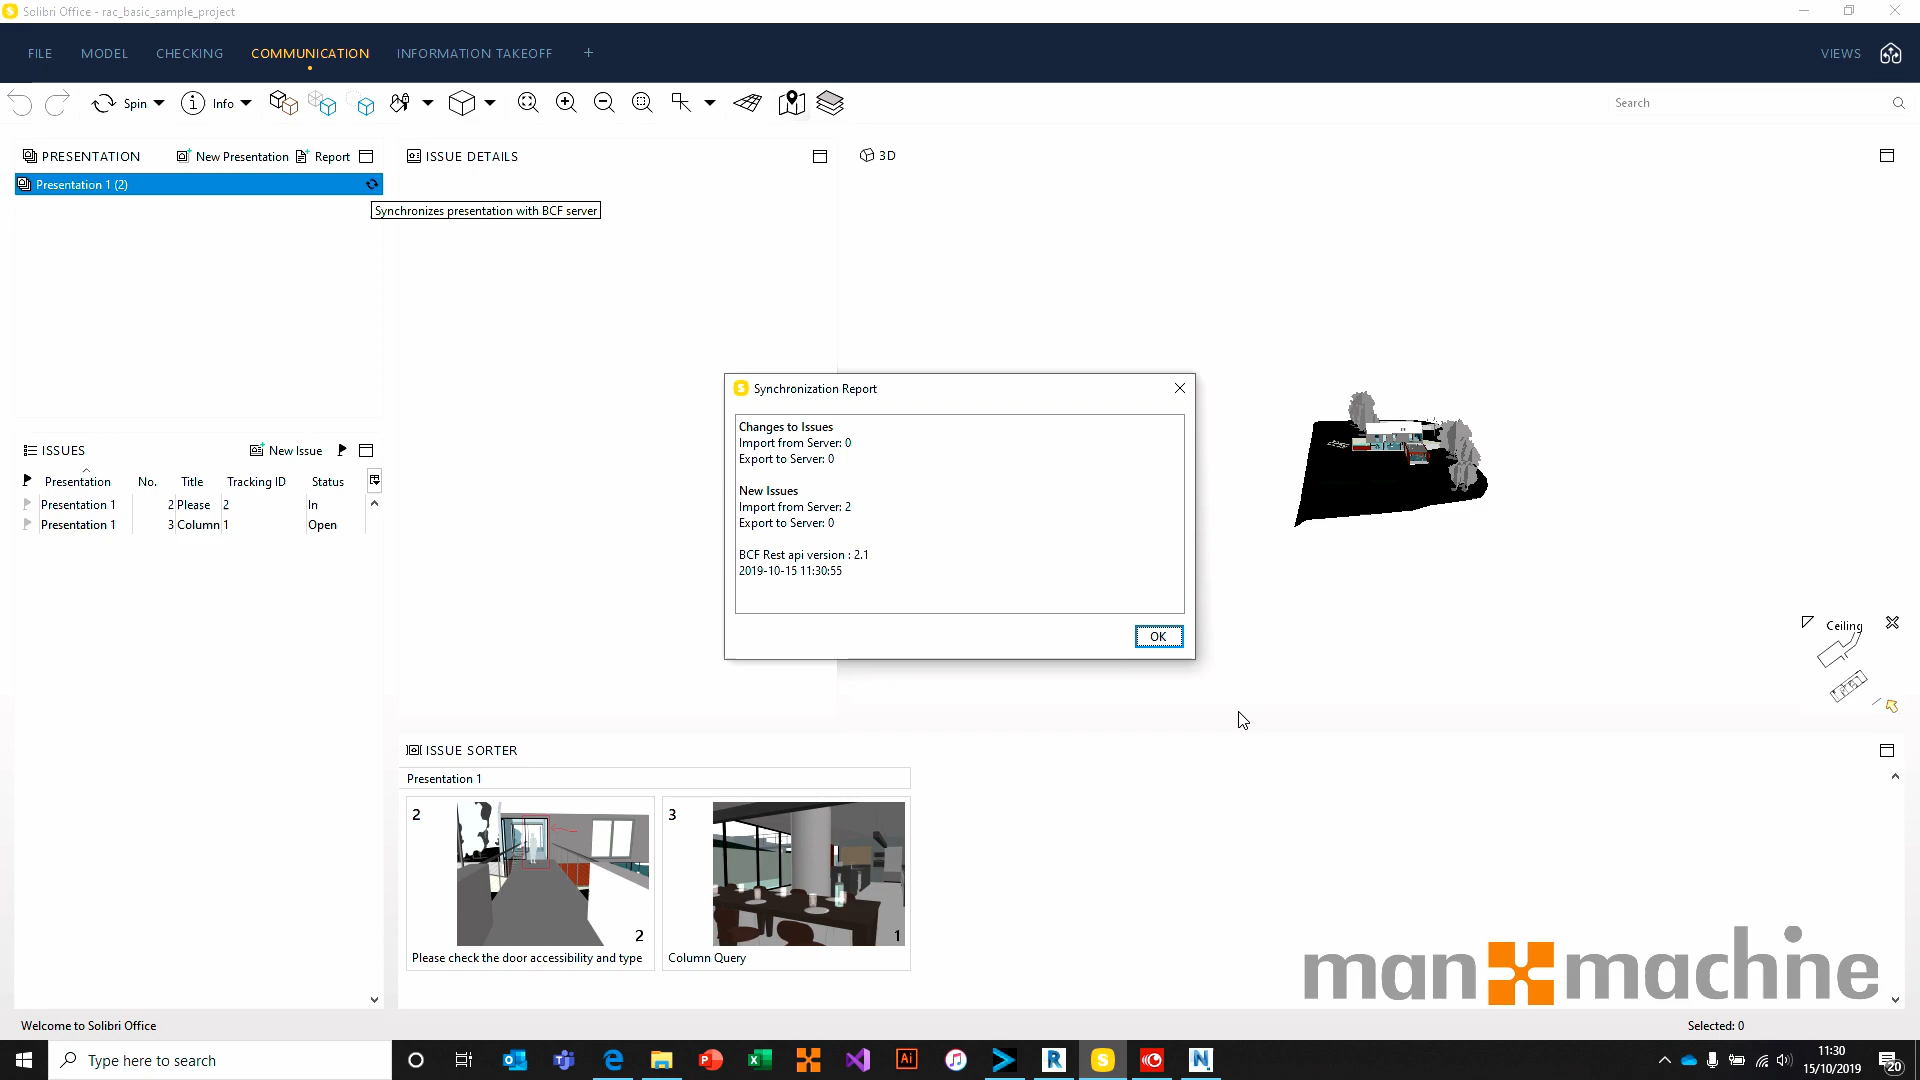 Solibri Office - rac_basic_sample_project
FILE MODEL CHECKING COMMUNICATION INFORMATION TAKEOFF + VIEWS
Spin Info Search
PRESENTATION New Presentation Report
Presentation 1 (2)
Synchronizes presentation with BCF server
ISSUE DETAILS
3D
ISSUES New Issue
Presentation No. Title Tracking ID Status
Presentation 1 2 Please 2 In
Presentation 1 3 Column 1 Open
Synchronization Report
Changes to Issues
Import from Server: 0
Export to Server: 0
New Issues
Import from Server: 2
Export to Server: 0
BCF Rest api version : 2.1
2019-10-15 11:30:55
OK
Ceiling
ISSUE SORTER
Presentation 1
2 2
Please check the door accessibility and type
3 1
Column Query
man machine
Welcome to Solibri Office
Selected: 0
Type here to search
11:30
15/10/2019
20